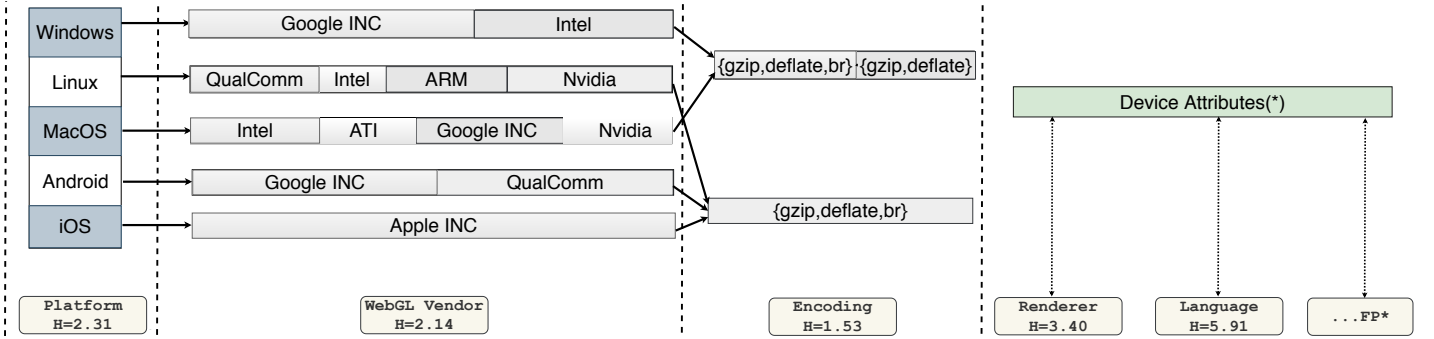 Windows
Google INC
Intel
Linux
QualComm
Intel
ARM
Nvidia
MacOS
Intel
ATI
Google INC
Nvidia
Android
Google INC
QualComm
iOS
Apple INC
{gzip,deflate,br}
{gzip,deflate}
{gzip,deflate,br}
Device Attributes(*)
Platform
H=2.31
WebGL Vendor
H=2.14
Encoding
H=1.53
Renderer
H=3.40
Language
H=5.91
...FP*